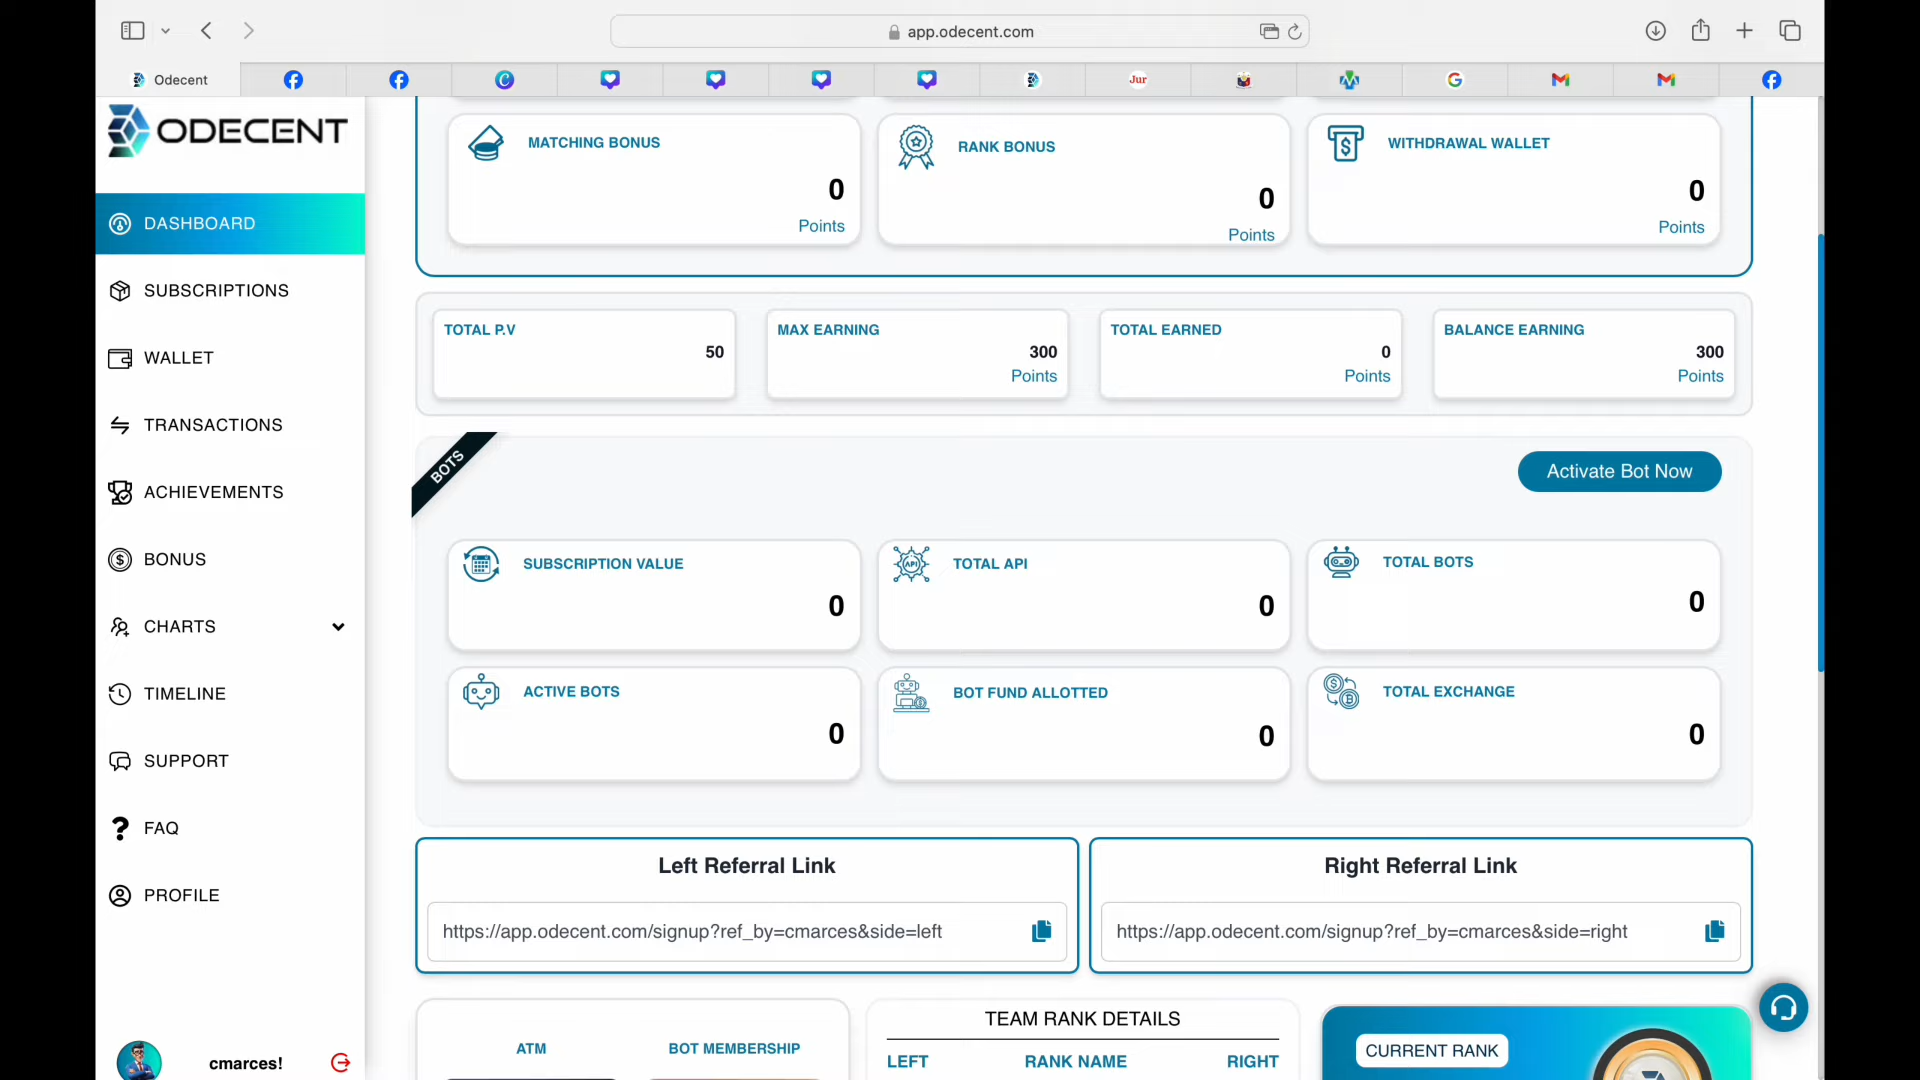 app.odecent.com
Odecent
Jur
ODECENT
DASHBOARD
SUBSCRIPTIONS
WALLET
TRANSACTIONS
ACHIEVEMENTS
BONUS
CHARTS
TIMELINE
SUPPORT
FAQ
PROFILE
cmarces!
MATCHING BONUS
0
Points
RANK BONUS
0
Points
WITHDRAWAL WALLET
0
Points
TOTAL P.V
50
MAX EARNING
300
Points
TOTAL EARNED
0
Points
BALANCE EARNING
300
Points
BOTS
Activate Bot Now
SUBSCRIPTION VALUE
0
API
TOTAL API
0
TOTAL BOTS
0
ACTIVE BOTS
0
BOT FUND ALLOTTED
0
TOTAL EXCHANGE
0
Left Referral Link
https://app.odecent.com/signup?ref_by=cmarces&side=left
Right Referral Link
https://app.odecent.com/signup?ref_by=cmarces&side=right
ATM
BOT MEMBERSHIP
TEAM RANK DETAILS
LEFT
RANK NAME
RIGHT
CURRENT RANK